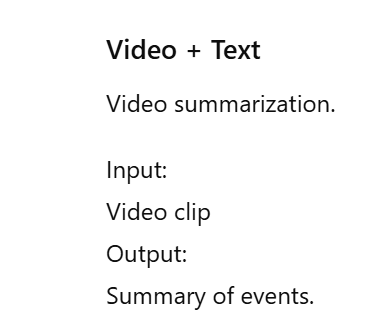 Video + Text
Video summarization.
Input:
Video clip
Output:
Summary of events.